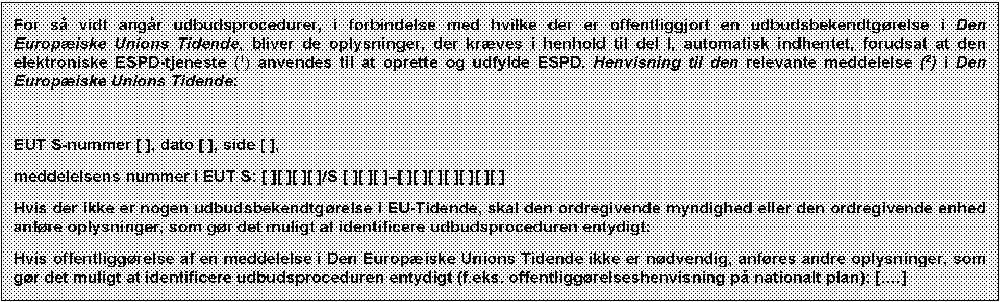 For så vidt angår udbudsprocedurer, i forbindelse med hvilke der er offentliggjort en udbudsbekendtgørelse i Den
Europæiske Unions Tidende, bliver de oplysninger, der kræves i henhold til del I, automatisk indhentet, forudsat at den
elektroniske ESPD-tjeneste (1) anvendes til at oprette og udfylde ESPD. Henvisning til den relevante meddelelse (2) i Den
Europæiske Unions Tidende:
EUT S-nummer [ ], dato [ ], side [ ],
meddelelsens nummer i EUT S: [ ][ ][ ][ ]/S [ ][ ][ ]–[ ][ ][ ][ ][ ][ ][ ]
Hvis der ikke er nogen udbudsbekendtgørelse i EU-Tidende, skal den ordregivende myndighed eller den ordregivende enhed
anføre oplysninger, som gør det muligt at identificere udbudsproceduren entydigt:
Hvis offentliggørelse af en meddelelse i Den Europæiske Unions Tidende ikke er nødvendig, anføres andre oplysninger, som
gør det muligt at identificere udbudsproceduren entydigt (f.eks. offentliggørelseshenvisning på nationalt plan): [….]